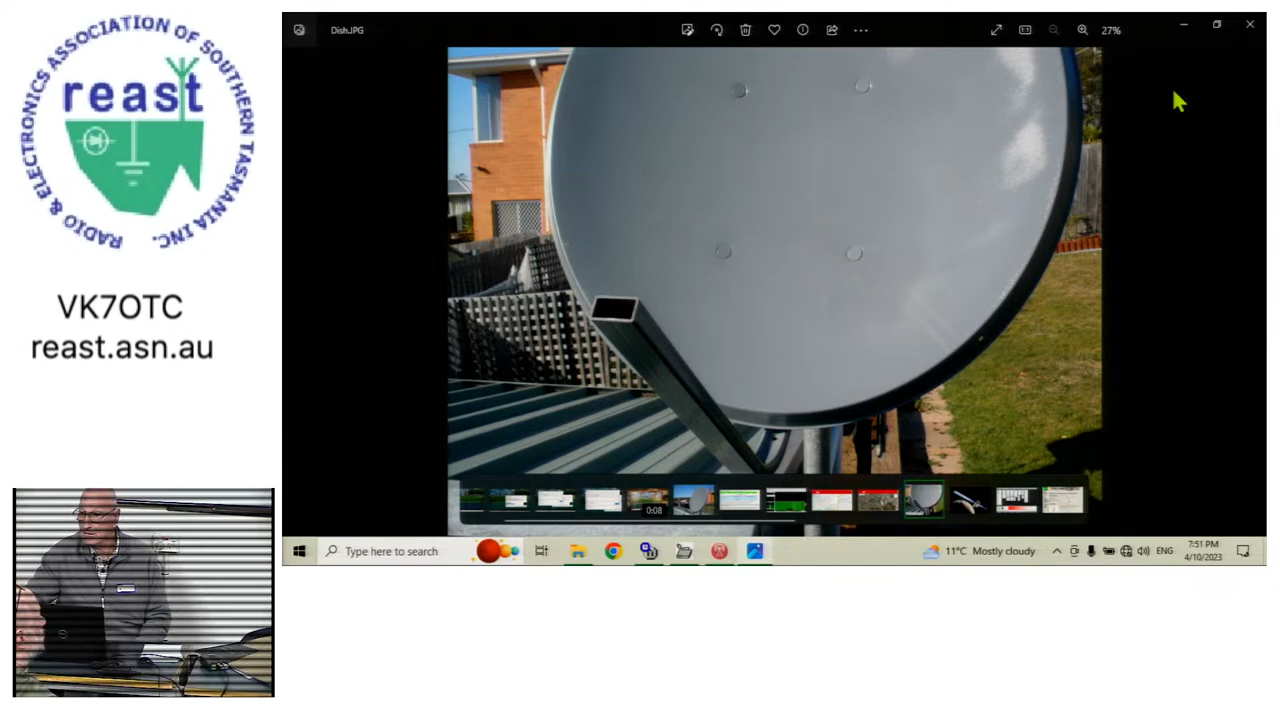 RADIO & ELECTRONICS ASSOCIATION OF SOUTHERN TASMANIA INC.
reast
VK7OTC
reast.asn.au
Dish.JPG
27%
0:08
Type here to search
11°C Mostly cloudy
ENG
7:51 PM
4/10/2023